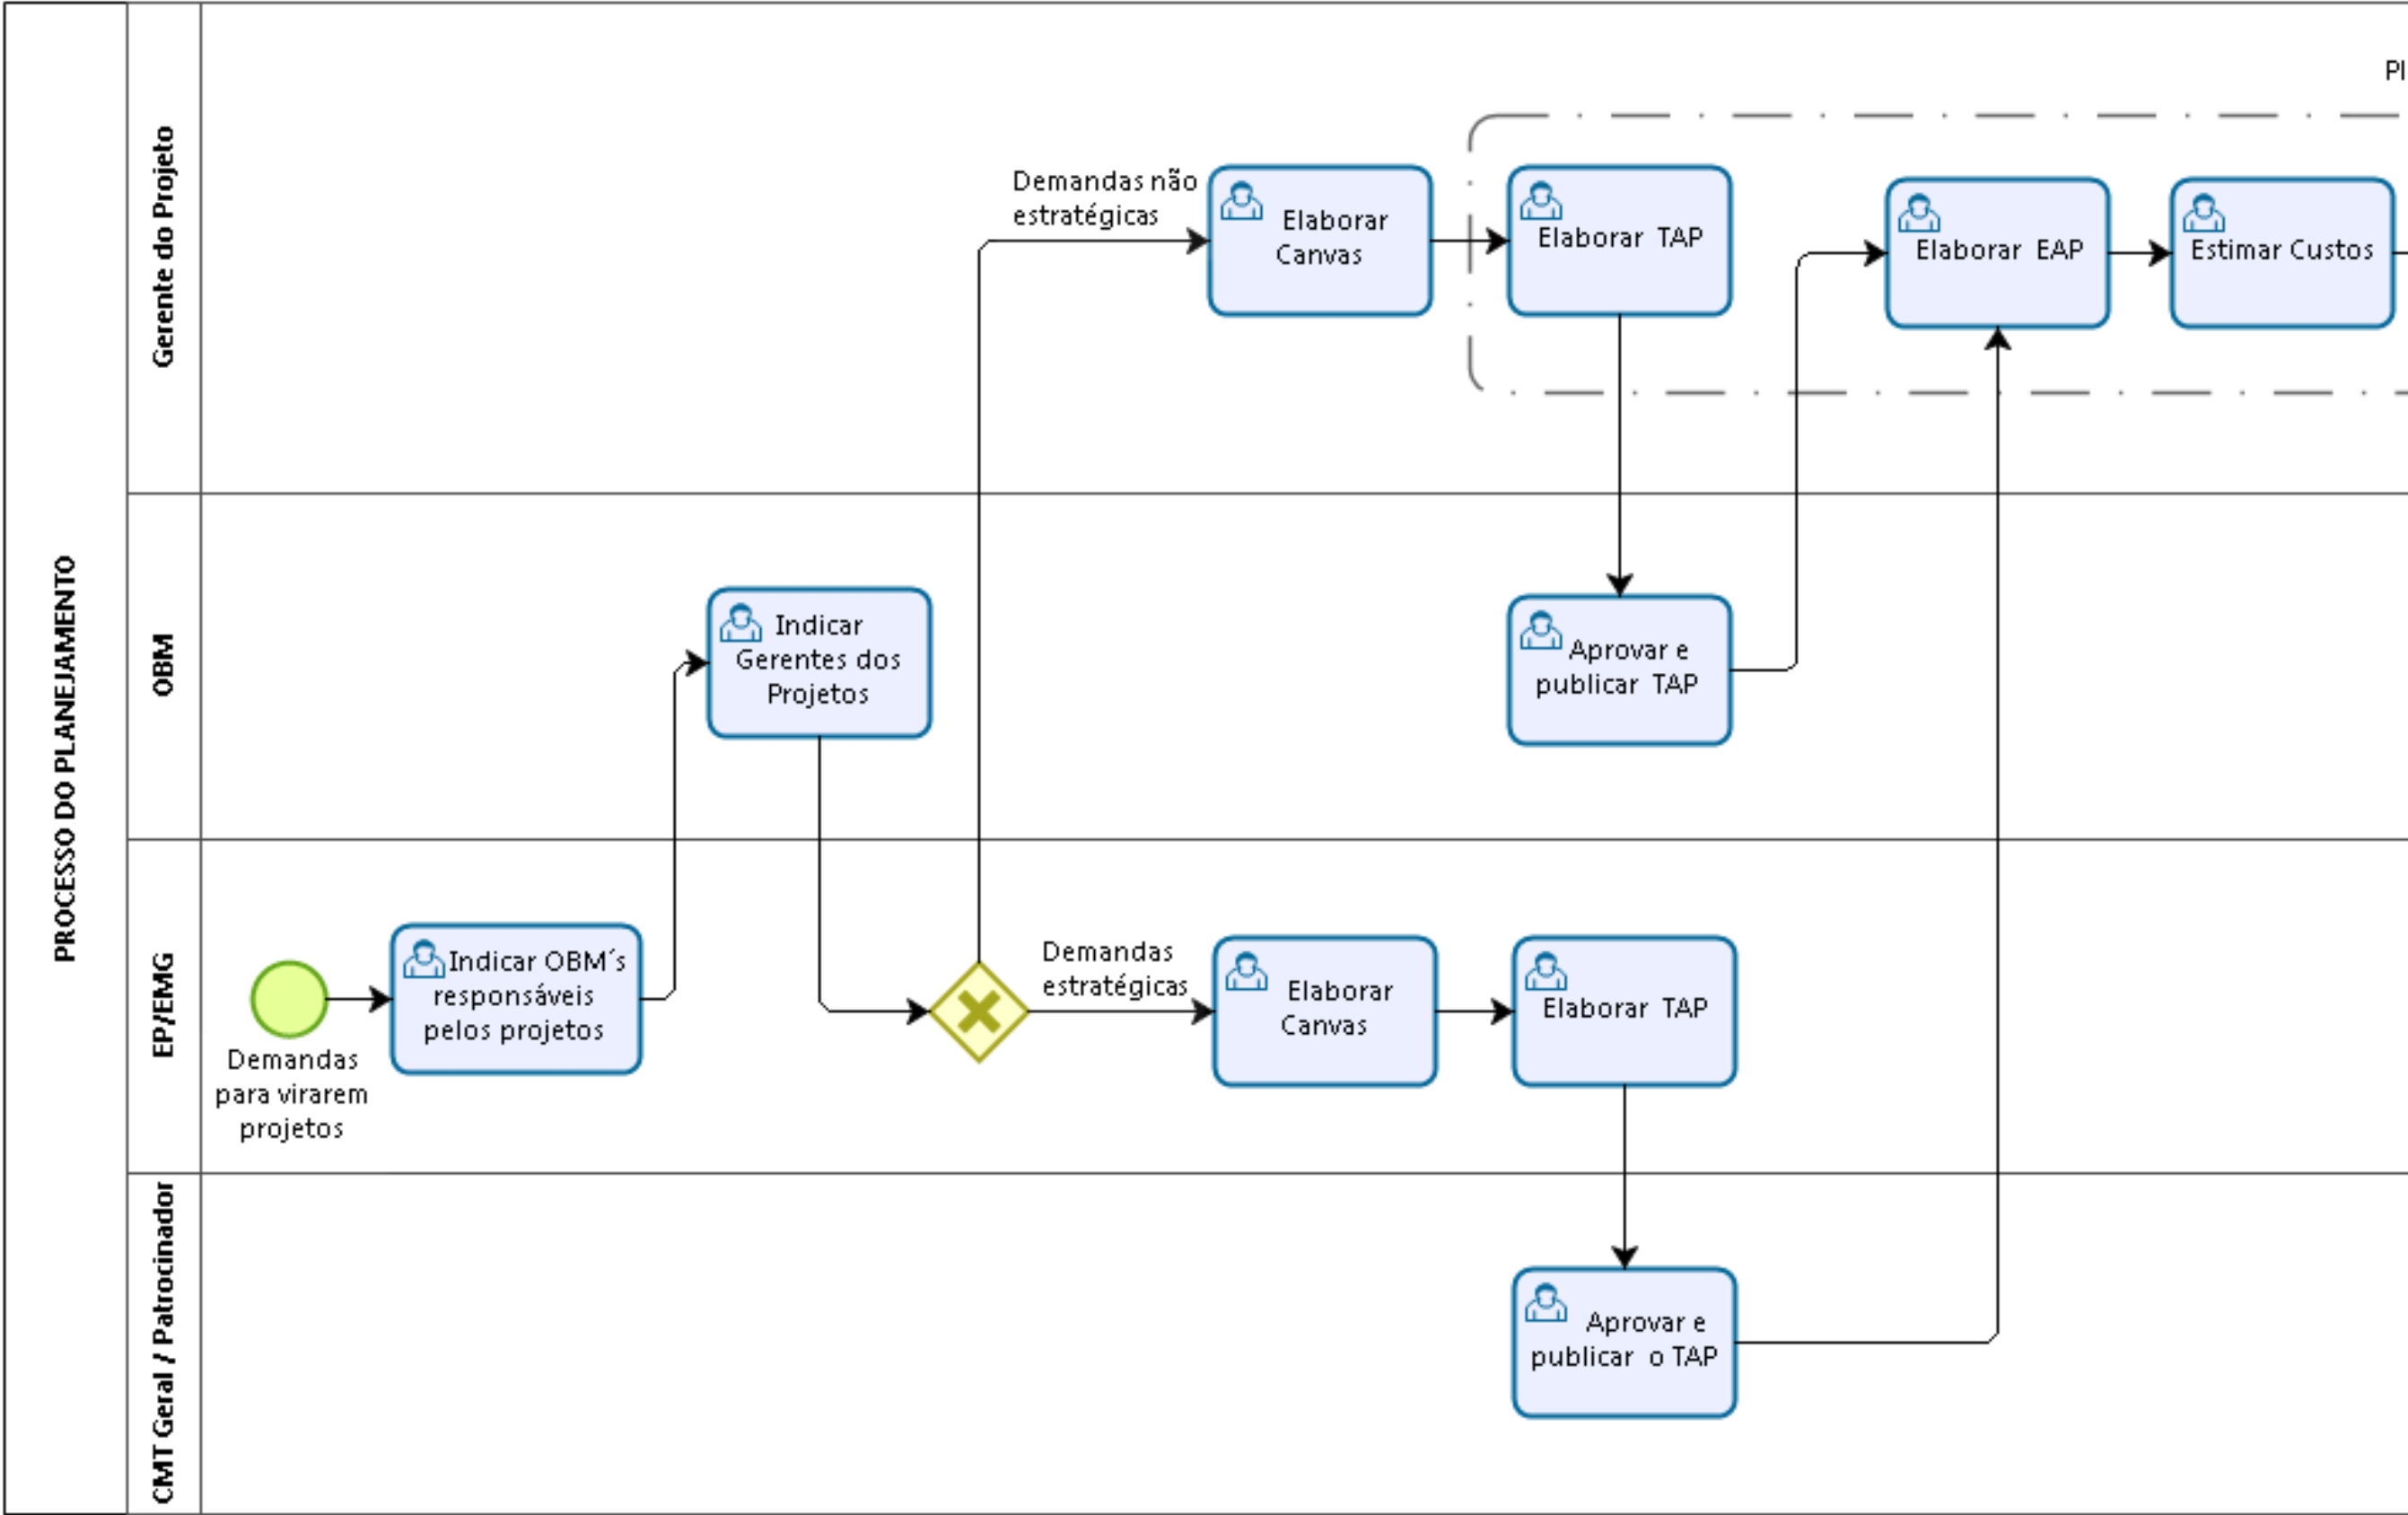 PROCESSO DO PLANEJAMENTO
Gerente do Projeto
Pl
Demandas não
estratégicas
Elaborar
Canvas
Elaborar TAP
Elaborar EAP
Estimar Custos
OBM
Indicar
Gerentes dos
Projetos
Aprovar e
publicar TAP
EP/EMG
Demandas
para virarem
projetos
Indicar OBM´s
responsáveis
pelos projetos
Demandas
estratégicas
Elaborar
Canvas
Elaborar TAP
CMT Geral / Patrocinador
Aprovar e
publicar o TAP